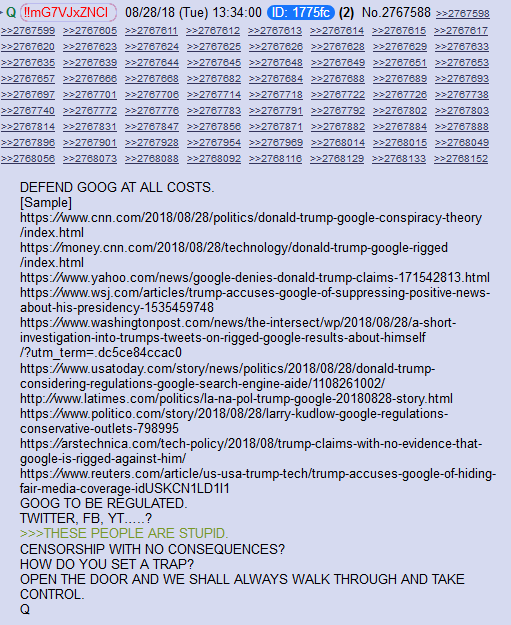 Q !!mG7VJxZNCI 08/28/18 (Tue) 13:34:00 ID: 1775fc (2) No.2767588 >>2767598
>>2767599 >>2767605 >>2767611 >>2767612 >>2767613 >>2767614 >>2767615 >>2767617
>>2767620 >>2767623 >>2767624 >>2767625 >>2767626 >>2767628 >>2767629 >>2767634
>>2767635 >>2767639 >>2767644 >>2767645 >>2767648 >>2767649 >>2767651 >>2767653
>>2767657 >>2767666 >>2767668 >>2767682 >>2767684 >>2767688 >>2767689 >>2767693
>>2767697 >>2767701 >>2767706 >>2767714 >>2767718 >>2767722 >>2767726 >>2767738
>>2767740 >>2767772 >>2767776 >>2767783 >>2767791 >>2767792 >>2767802 >>2767803
>>2767814 >>2767831 >>2767847 >>2767856 >>2767871 >>2767882 >>2767884 >>2767888
>>2767896 >>2767901 >>2767928 >>2767954 >>2767969 >>2768014 >>2768015 >>2768049
>>2768056 >>2768073 >>2768088 >>2768092 >>2768116 >>2768129 >>2768133 >>2768152
DEFEND GOOG AT ALL COSTS.
[Sample]
https://www.cnn.com/2018/08/28/politics/donald-trump-google-conspiracy-theory
/index.html
https://money.cnn.com/2018/08/28/technology/donald-trump-google-rigged
/index.html
https://www.yahoo.com/news/google-denies-donald-trump-claims-171542813.html
https://www.wsj.com/articles/trump-accuses-google-of-suppressing-positive-news-
about-his-presidency-1535459748
https://www.washingtonpost.com/news/the-intersect/wp/2018/08/28/a-short-
investigation-into-trumps-tweets-on-rigged-google-results-about-himself
/?utm_term=.dc5ce84ccac0
https://www.usatoday.com/story/news/politics/2018/08/28/donald-trump-
considering-regulations-google-search-engine-aide/1108261002/
http://www.latimes.com/politics/la-na-pol-trump-google-20180828-story.html
https://www.politico.com/story/2018/08/28/larry-kudlow-google-regulations-
conservative-outlets-798995
https://arstechnica.com/tech-policy/2018/08/trump-claims-with-no-evidence-that-
google-is-rigged-against-him/
https://www.reuters.com/article/us-usa-trump-tech/trump-accuses-google-of-hiding-
fair-media-coverage-idUSKCN1LD1I1
GOOG TO BE REGULATED.
TWITTER, FB, YT.....?
>>>THESE PEOPLE ARE STUPID.
CENSORSHIP WITH NO CONSEQUENCES?
HOW DO YOU SET A TRAP?
OPEN THE DOOR AND WE SHALL ALWAYS WALK THROUGH AND TAKE
CONTROL.
Q